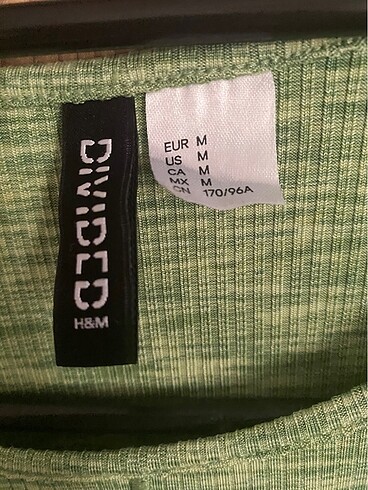 DIVIDED
H&M
EUR M
US M
CA M
MX M
CN 170/96A